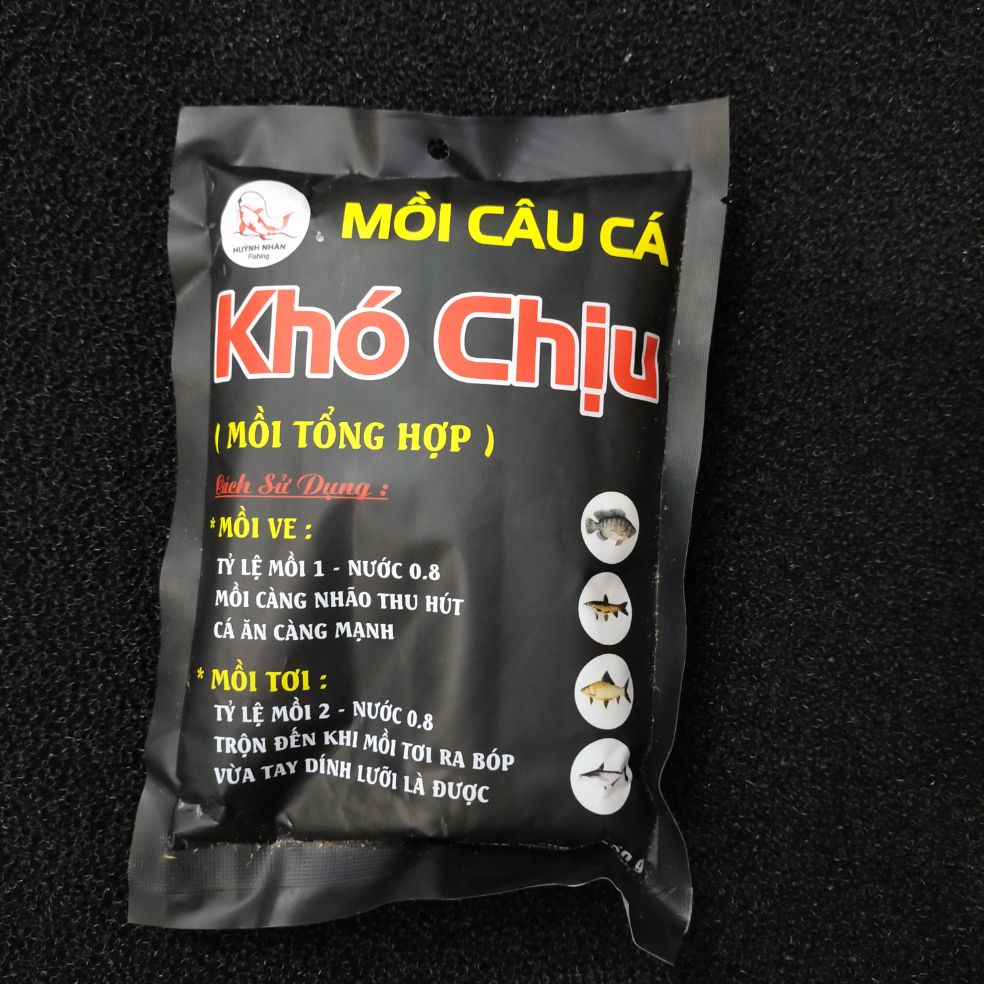 HUỲNH NHÂN
Fishing
MỒI CÂU CÁ
Khó Chịu
( MỒI TỔNG HỢP )
Cách Sử Dụng :
* MỒI VE :
TỶ LỆ MỒI 1 - NƯỚC 0.8
MỒI CÀNG NHÃO THU HÚT
CÁ ĂN CÀNG MẠNH
* MỒI TƠI :
TỶ LỆ MỒI 2 - NƯỚC 0.8
TRỘN ĐẾN KHI MỒI TƠI RA BÓP
VỪA TAY DÍNH LƯỠI LÀ ĐƯỢC